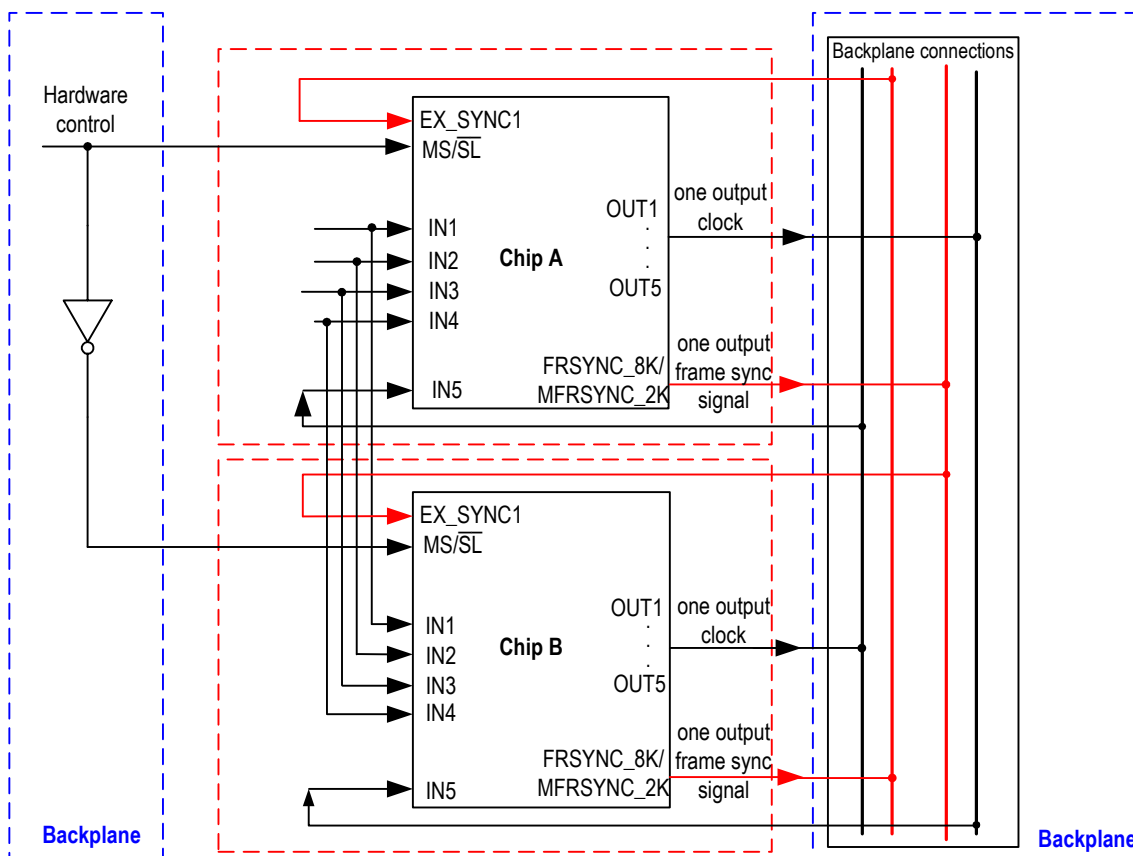 Backplane connections
Hardware
control
EX_SYNC1
MS/SL
IN1
IN2
IN3
IN4
IN5
Chip A
OUT1
.
.
.
OUT5
FRSYNC_8K/
MFRSYNC_2K
one output
clock
one output
frame sync
signal
EX_SYNC1
MS/SL
IN1
IN2
IN3
IN4
IN5
Chip B
OUT1
.
.
.
OUT5
FRSYNC_8K/
MFRSYNC_2K
one output
clock
one output
frame sync
signal
Backplane
Backplane